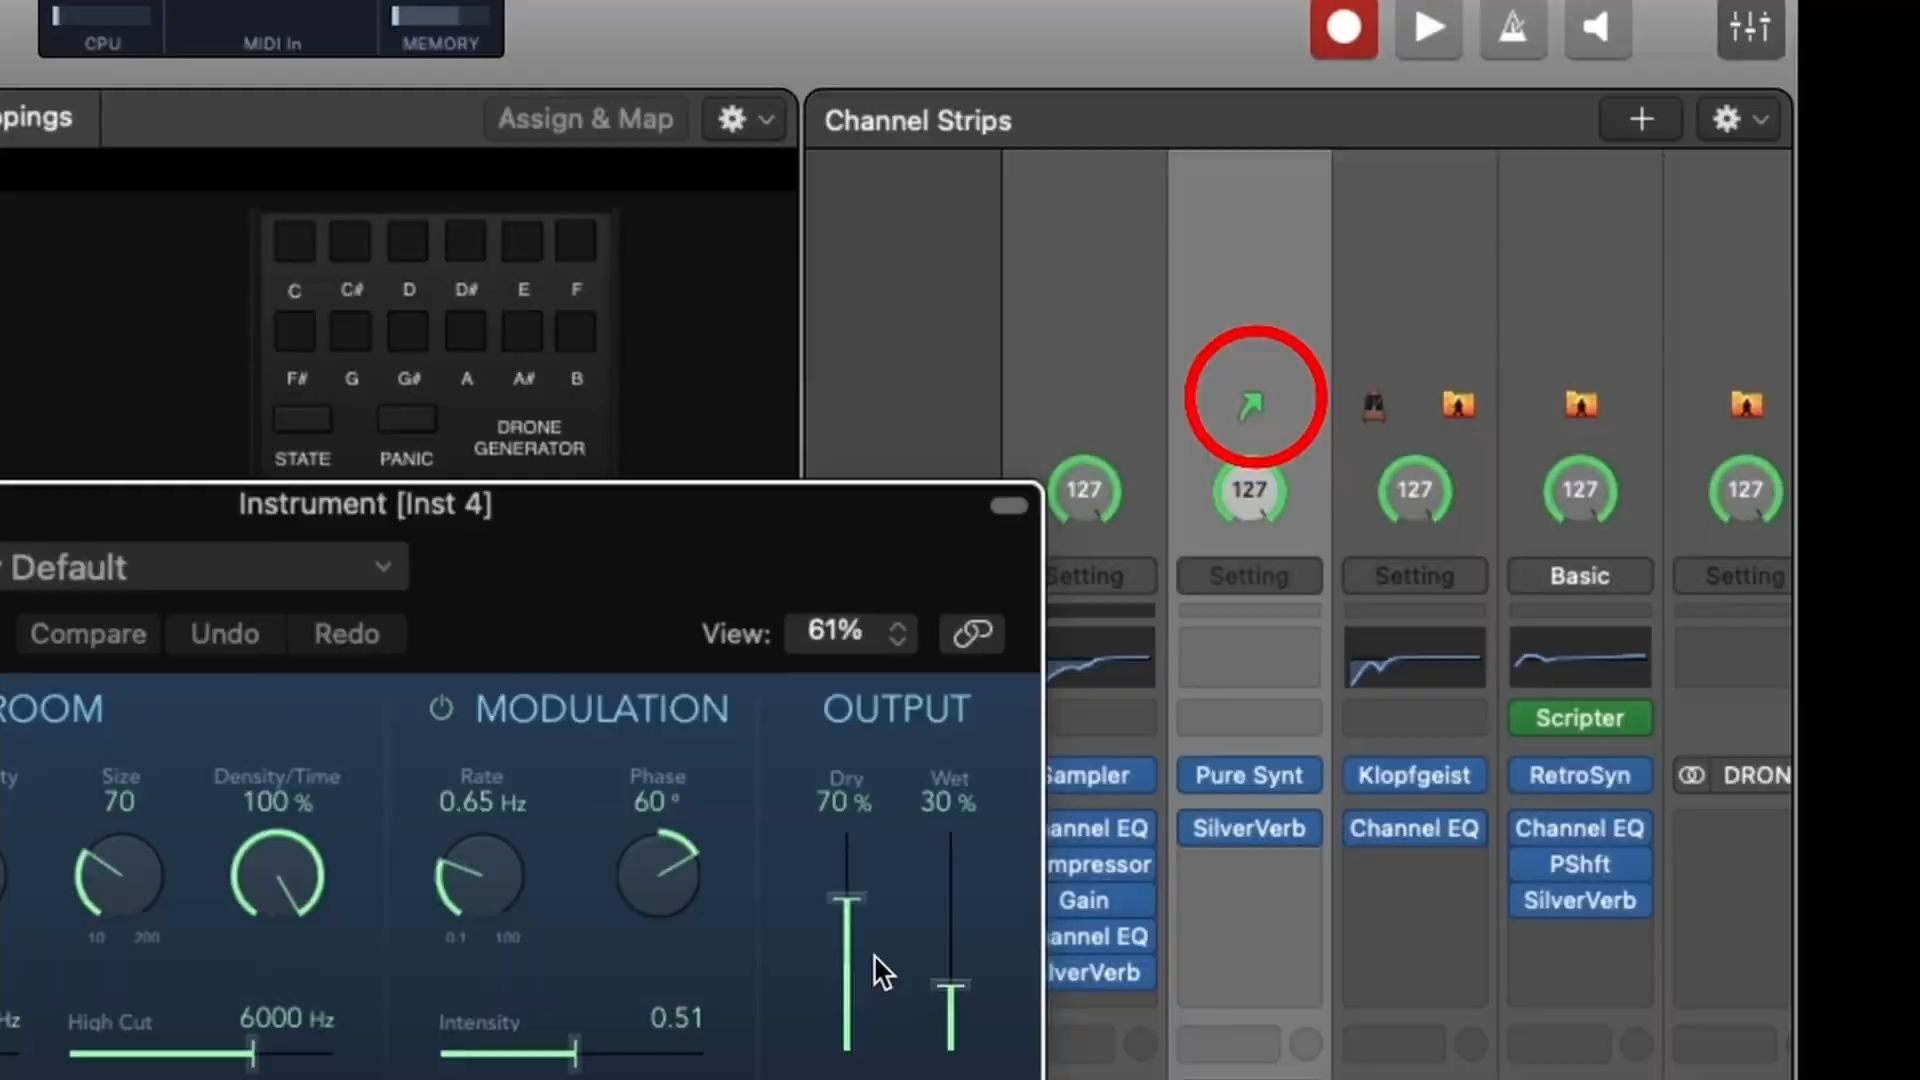 CPU
MIDI In
MEMORY
ppings
Assign & Map
Channel Strips
C C# D D# E F
F# G G# A A# B
STATE
PANIC
DRONE
GENERATOR
Instrument [Inst 4]
127
127
127
127
127
Default
Setting
Setting
Setting
Basic
Setting
Compare
Undo
Redo
View:
61%
ROOM
MODULATION
OUTPUT
Scripter
ty
Size
70
Density/Time
100 %
Rate
0.65 Hz
Phase
60 °
Dry
70 %
Wet
30 %
Sampler
Pure Synt
Klopfgeist
RetroSyn
DRON
annel EQ
SilverVerb
Channel EQ
Channel EQ
mpressor
PShft
Gain
SilverVerb
annel EQ
lverVerb
10 200
0.1 100
Hz
High Cut
6000 Hz
Intensity
0.51